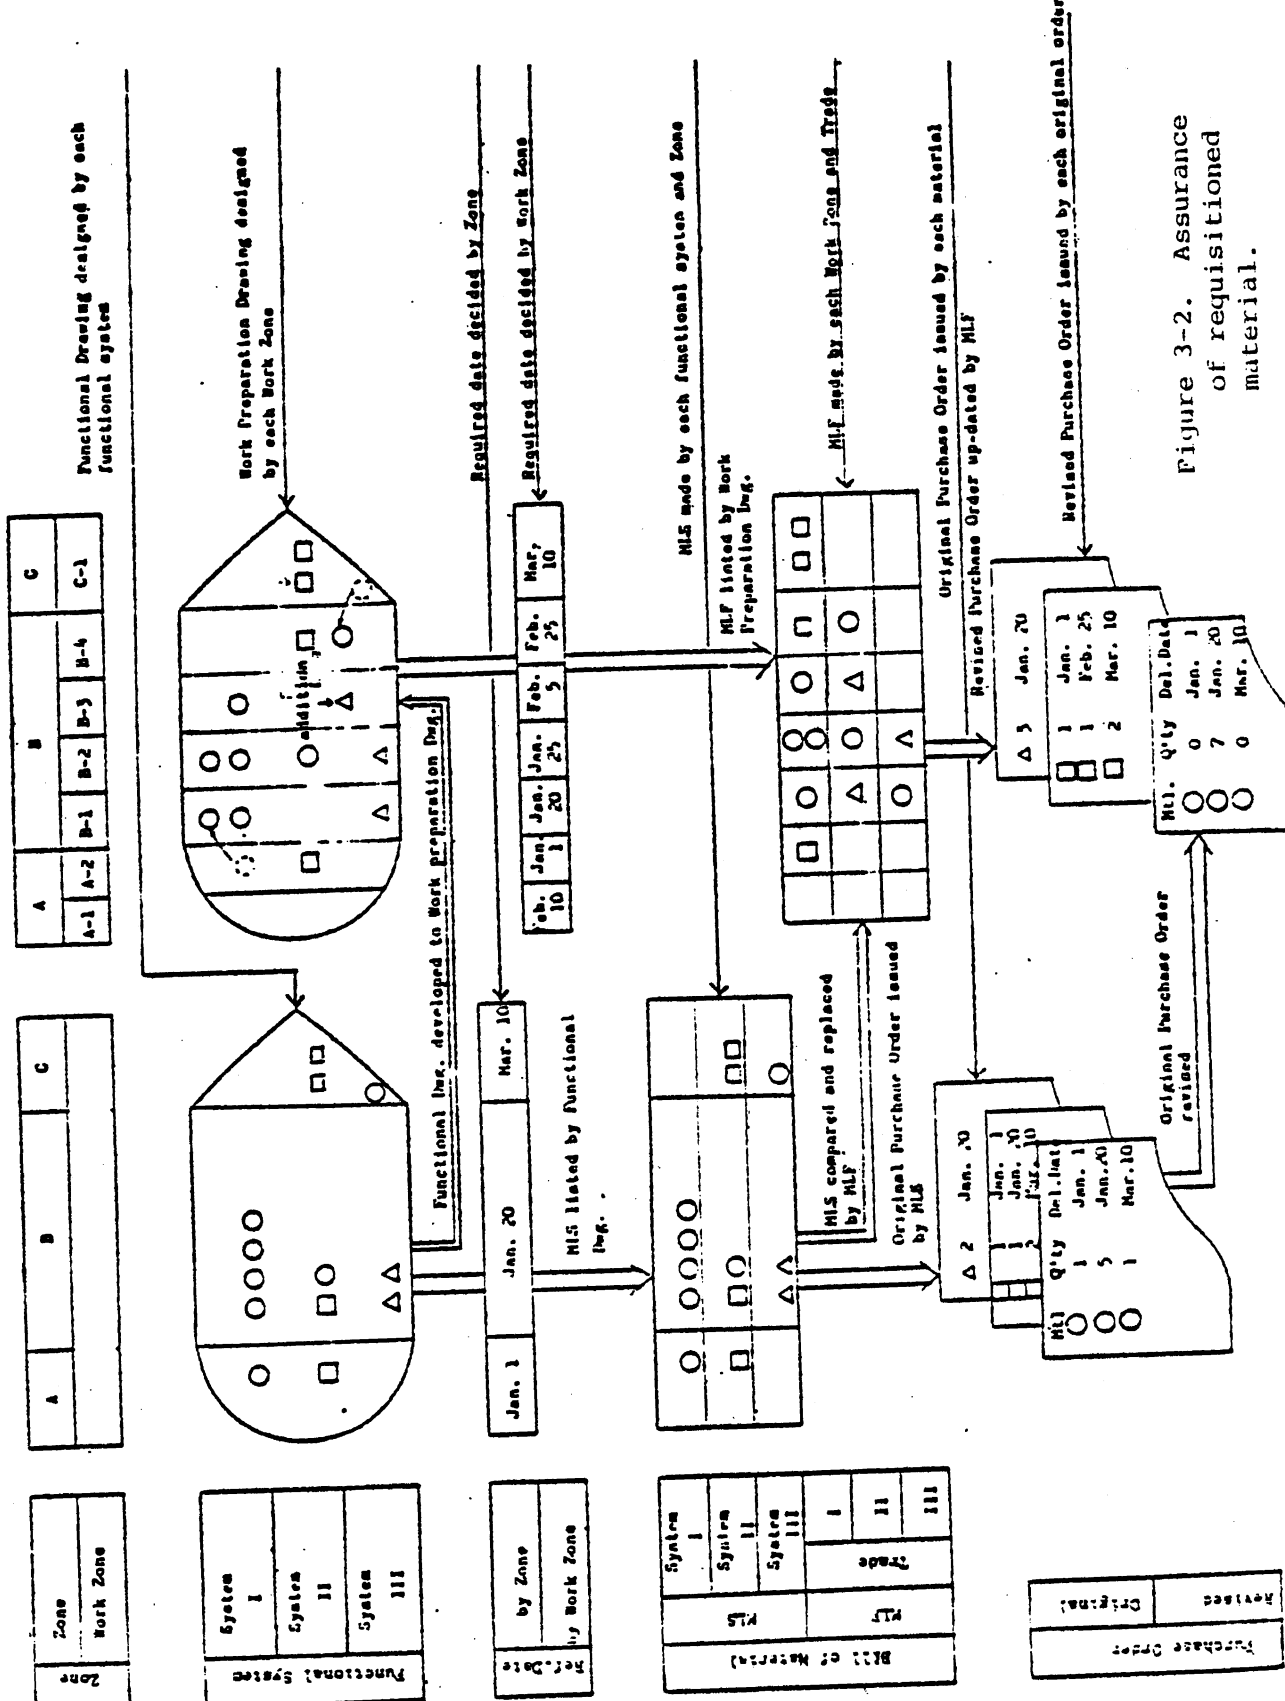 Zone
Zone
Work Zone
A
B
C
A
B
C
A-1
A-2
B-1
B-2
B-3
B-4
C-1
Functional Drawing designed by each
functional system
Functional System
System
I
System
II
System
III
addition
Work Preparation Drawing designed
by each Work Zone
Functional Dwg. developed to Work preparation Dwg.
by Zone
by Work Zone
Jan. 1
Jan. 20
Mar. 10
Feb.
10
Jan.
1
Jan.
20
Jan.
25
Feb.
5
Feb.
25
Mar,
10
Required date decided by Zone
Required date decided by Work Zone
MLS listed by Functional
Dwg.
MLF listed by Work
Preparation Dwg.
MLS made by each functional system and Zone
Bill of Material
MLS
MLF
System
I
System
II
System
III
Trade
I
II
III
MLF made by each Work Zone and Trade
MLS compared and replaced
by MLF
Original Purchase Order issued
by MLS
Original Purchase Order issued by each material
Revised Purchase Order up-dated by MLF
Purchase Order
Original
Revised
△ 2 Jan. 20
1 Jan. 1
1 Jan. 20
2 Mar. 10
Mtl Q'ty Del.Date
○ 1 Jan. 1
○ 5 Jan.20
○ 1 Mar.10
Original Purchase Order
revised
△ 3 Jan. 20
□ 1 Jan. 1
□ 1 Feb. 25
□ 2 Mar. 10
Mtl. Q'ty Del.Date
○ 0 Jan. 1
○ 7 Jan. 20
○ 0 Mar. 10
Revised Purchase Order issued by each original order
Figure 3-2. Assurance
of requisitioned
material.